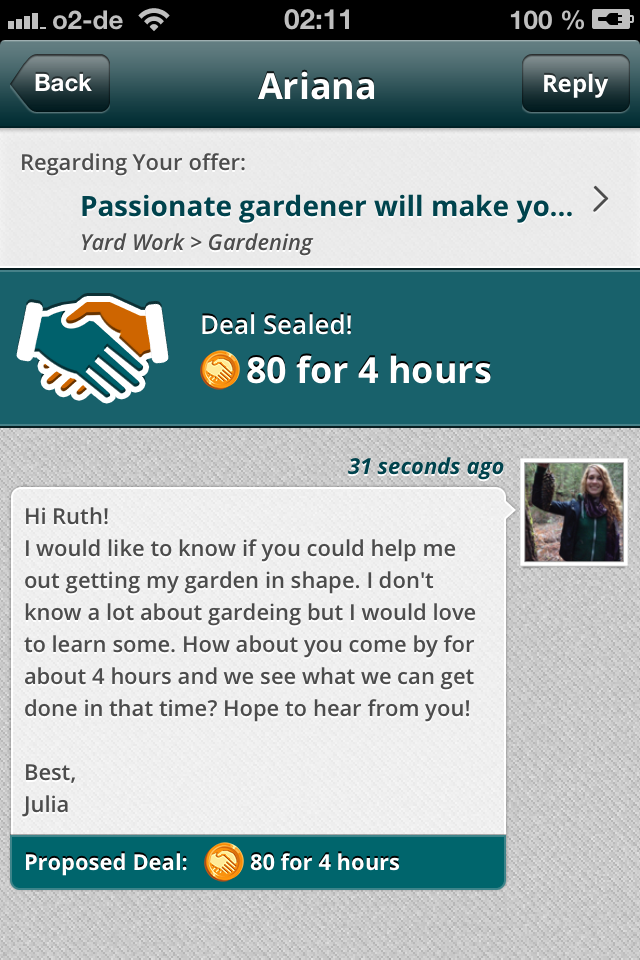 o2-de 02:11 100 %
Back Ariana Reply
Regarding Your offer:
Passionate gardener will make yo...
Yard Work > Gardening
Deal Sealed!
80 for 4 hours
31 seconds ago
Hi Ruth!
I would like to know if you could help me
out getting my garden in shape. I don't
know a lot about gardeing but I would love
to learn some. How about you come by for
about 4 hours and we see what we can get
done in that time? Hope to hear from you!
Best,
Julia
Proposed Deal: 80 for 4 hours